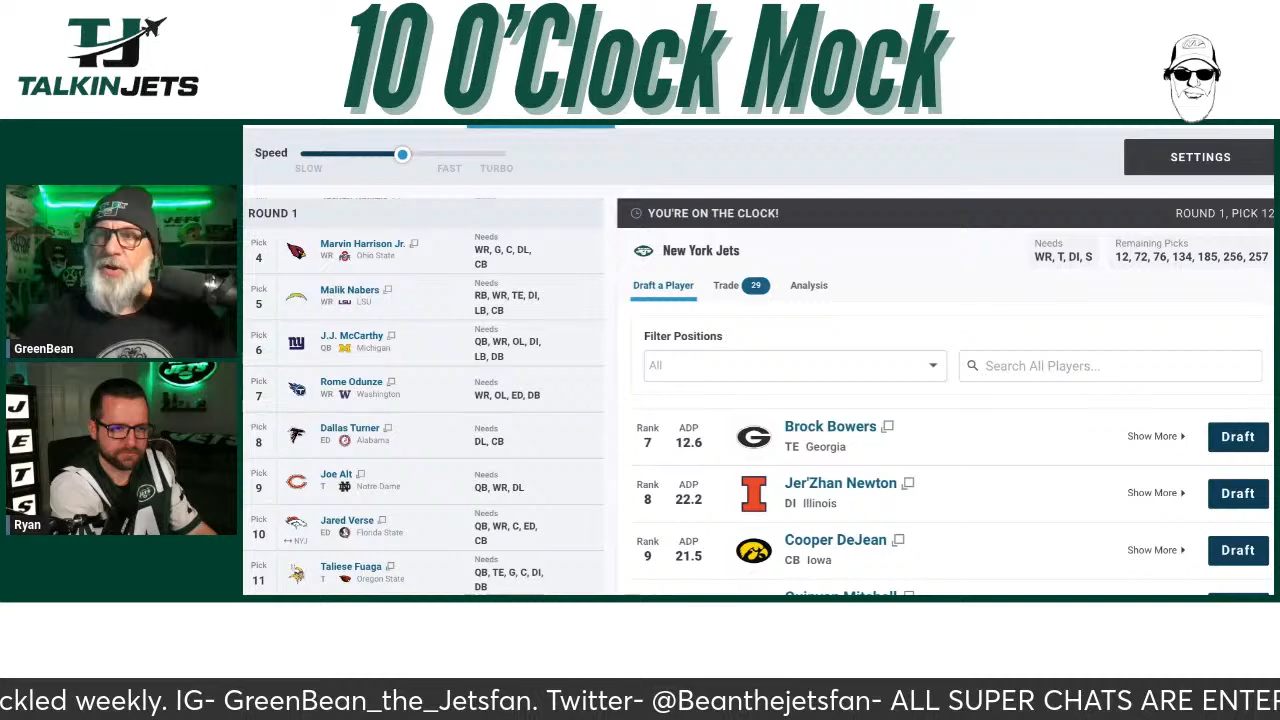 TJ
TALKINJETS
10 O'Clock Mock
Speed
SLOW
FAST
TURBO
SETTINGS
ROUND 1
YOU'RE ON THE CLOCK!
ROUND 1, PICK 12
Pick
4
Marvin Harrison Jr.
WR Ohio State
Needs
WR, G, C, DL,
CB
Pick
5
Malik Nabers
WR LSU LSU
Needs
RB, WR, TE, DI,
LB, CB
Pick
6
J.J. McCarthy
QB Michigan
Needs
QB, WR, OL, DI,
LB, DB
Pick
7
Rome Odunze
WR Washington
Needs
WR, OL, ED, DB
Pick
8
Dallas Turner
ED Alabama
Needs
DL, CB
Pick
9
Joe Alt
T Notre Dame
Needs
QB, WR, DL
Pick
10
↔ NYJ
Jared Verse
ED Florida State
Needs
QB, WR, C, ED,
CB
Pick
11
Taliese Fuaga
T Oregon State
Needs
QB, TE, G, C, DI,
DB
New York Jets
Needs
WR, T, DI, S
Remaining Picks
12, 72, 76, 134, 185, 256, 257
Draft a Player
Trade 29
Analysis
Filter Positions
All
Search All Players...
Rank
7
ADP
12.6
Brock Bowers
TE Georgia
Show More
Draft
Rank
8
ADP
22.2
Jer'Zhan Newton
DI Illinois
Show More
Draft
Rank
9
ADP
21.5
Cooper DeJean
CB Iowa
Show More
Draft
GreenBean
JETS
Ryan
ckled weekly. IG- GreenBean_the_Jetsfan. Twitter- @Beanthejetsfan- ALL SUPER CHATS ARE ENTER